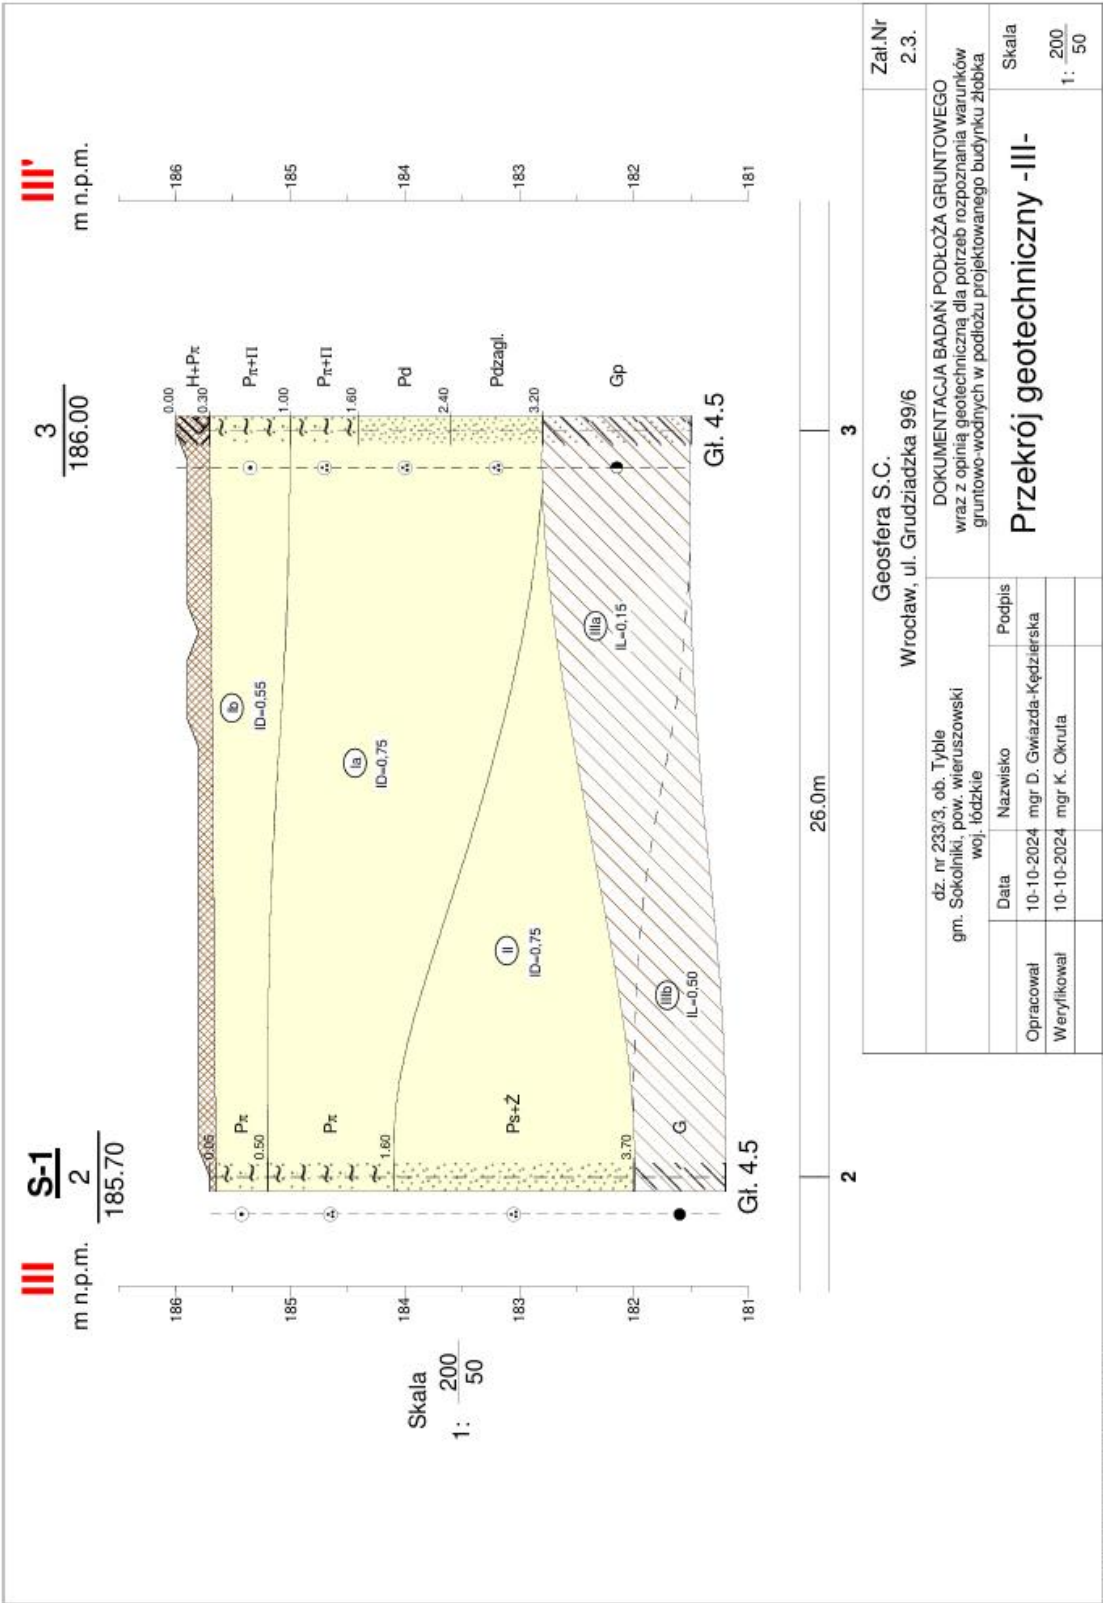 III
S-1
III'
m n.p.m.
2
185.70
3
186.00
m n.p.m.
186
185
184
183
182
181
Skala
1: 200
50
0.05
Pπ
0.50
Pπ
1.60
Ps+Ż
3.70
G
Gł. 4.5
Ib
ID=0,55
Ia
ID=0,75
II
ID=0,75
IIIa
IL=0,15
IIIb
IL=0,50
0.00
0.30
H+Pπ
Pπ+Π
1.00
Pπ+Π
1.60
Pd
2.40
Pdzagl.
3.20
Gp
Gł. 4.5
186
185
184
183
182
181
26.0m
2
3
Geosfera S.C.
Wrocław, ul. Grudziadzka 99/6
Zał.Nr
2.3.
dz. nr 233/3, ob. Tyble
gm. Sokolniki, pow. wieruszowski
woj. łódzkie
DOKUMENTACJA BADAŃ PODŁOŻA GRUNTOWEGO
wraz z opinią geotechniczną dla potrzeb rozpoznania warunków
gruntowo-wodnych w podłożu projektowanego budynku żłobka
Data Nazwisko Podpis
Opracował 10-10-2024 mgr D. Gwiazda-Kędzierska
Weryfikował 10-10-2024 mgr K. Okruta
Przekrój geotechniczny -III-
Skala
1: 200
50